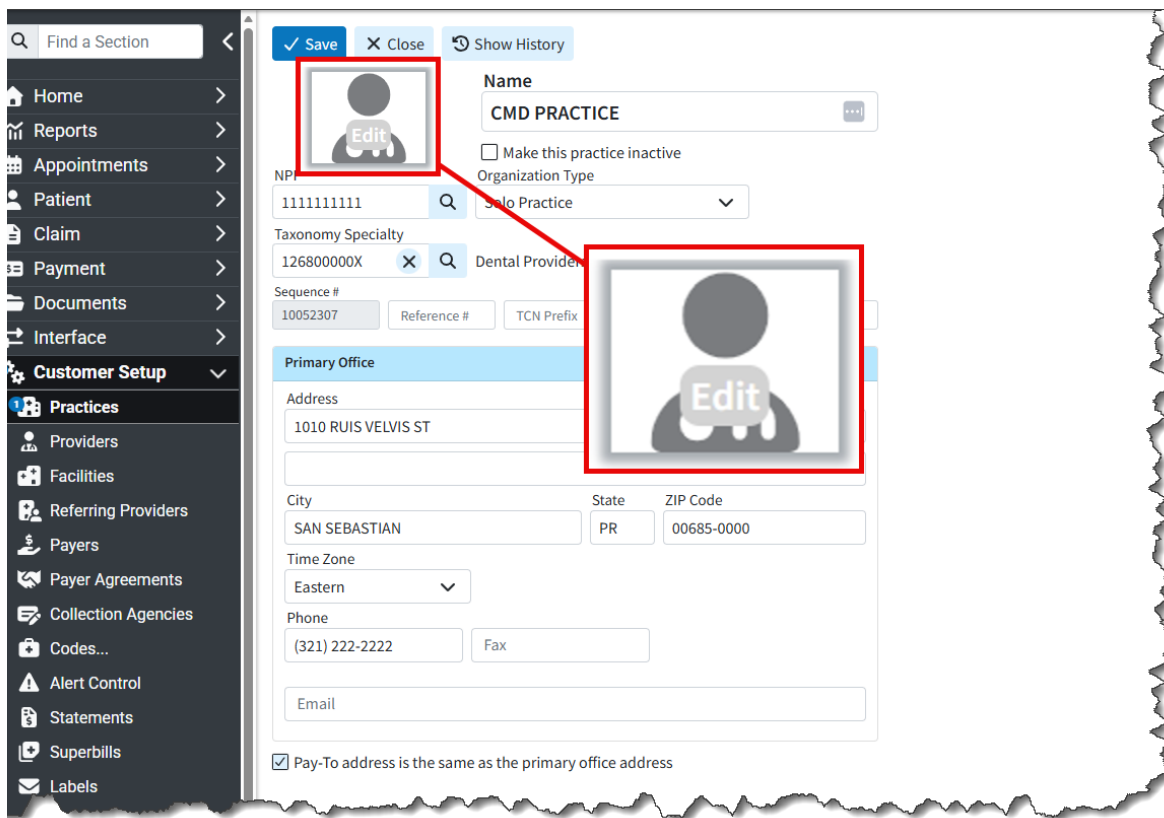 Find a Section
Save Close Show History
Home
Reports
Appointments
Patient
Claim
Payment
Documents
Interface
Customer Setup
1 Practices
Providers
Facilities
Referring Providers
Payers
Payer Agreements
Collection Agencies
Codes...
Alert Control
Statements
Superbills
Labels
Edit
Name
CMD PRACTICE
Make this practice inactive
NPI Organization Type
1111111111 Solo Practice
Taxonomy Specialty
126800000X Dental Provider
Sequence #
10052307 Reference # TCN Prefix
Edit
Primary Office
Address
1010 RUIS VELVIS ST
City State ZIP Code
SAN SEBASTIAN PR 00685-0000
Time Zone
Eastern
Phone
(321) 222-2222 Fax
Email
Pay-To address is the same as the primary office address